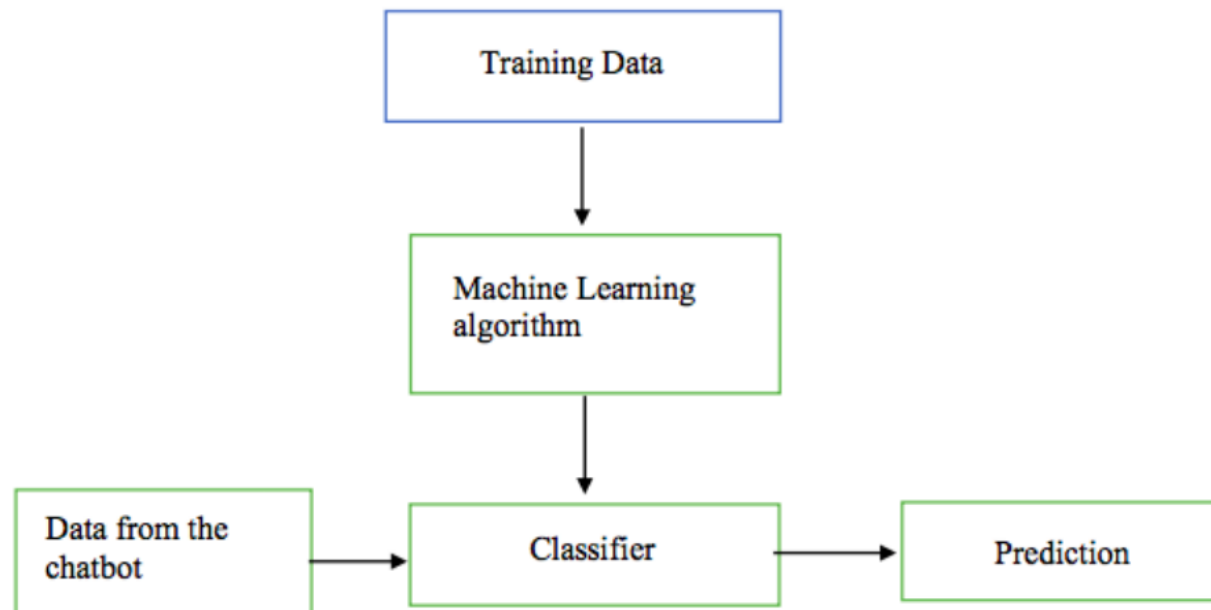 Training Data
Machine Learning
algorithm
Data from the
chatbot
Classifier
Prediction